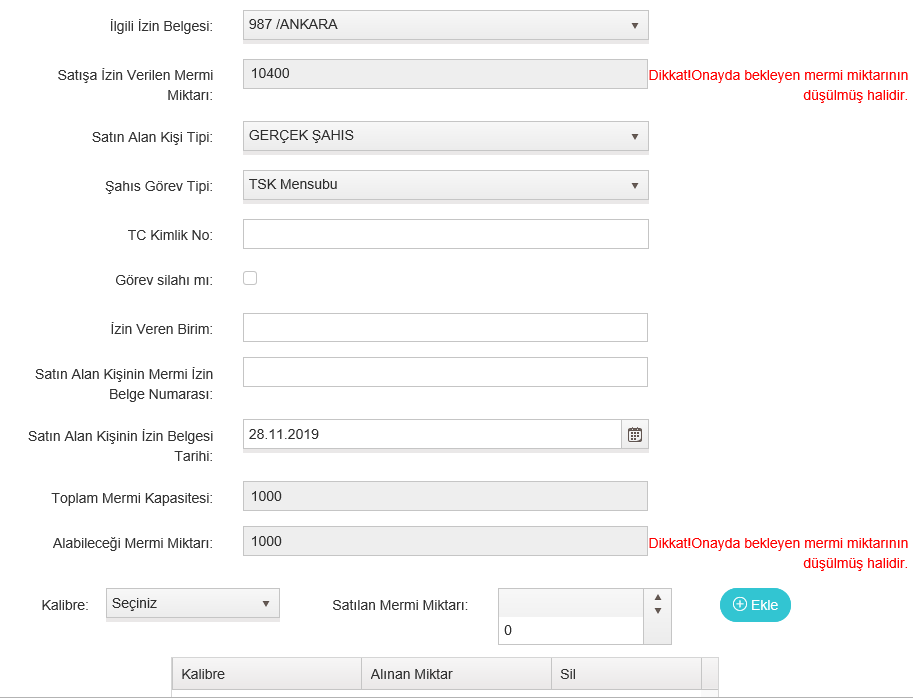 İlgili İzin Belgesi: 987 /ANKARA
Satışa İzin Verilen Mermi Miktarı: 10400 Dikkat!Onayda bekleyen mermi miktarının düşülmüş halidir.
Satın Alan Kişi Tipi: GERÇEK ŞAHIS
Şahıs Görev Tipi: TSK Mensubu
TC Kimlik No:
Görev silahı mı:
İzin Veren Birim:
Satın Alan Kişinin Mermi İzin Belge Numarası:
Satın Alan Kişinin İzin Belgesi Tarihi: 28.11.2019
Toplam Mermi Kapasitesi: 1000
Alabileceği Mermi Miktarı: 1000 Dikkat!Onayda bekleyen mermi miktarının düşülmüş halidir.
Kalibre: Seçiniz Satılan Mermi Miktarı: 0 Ekle
Kalibre Alınan Miktar Sil